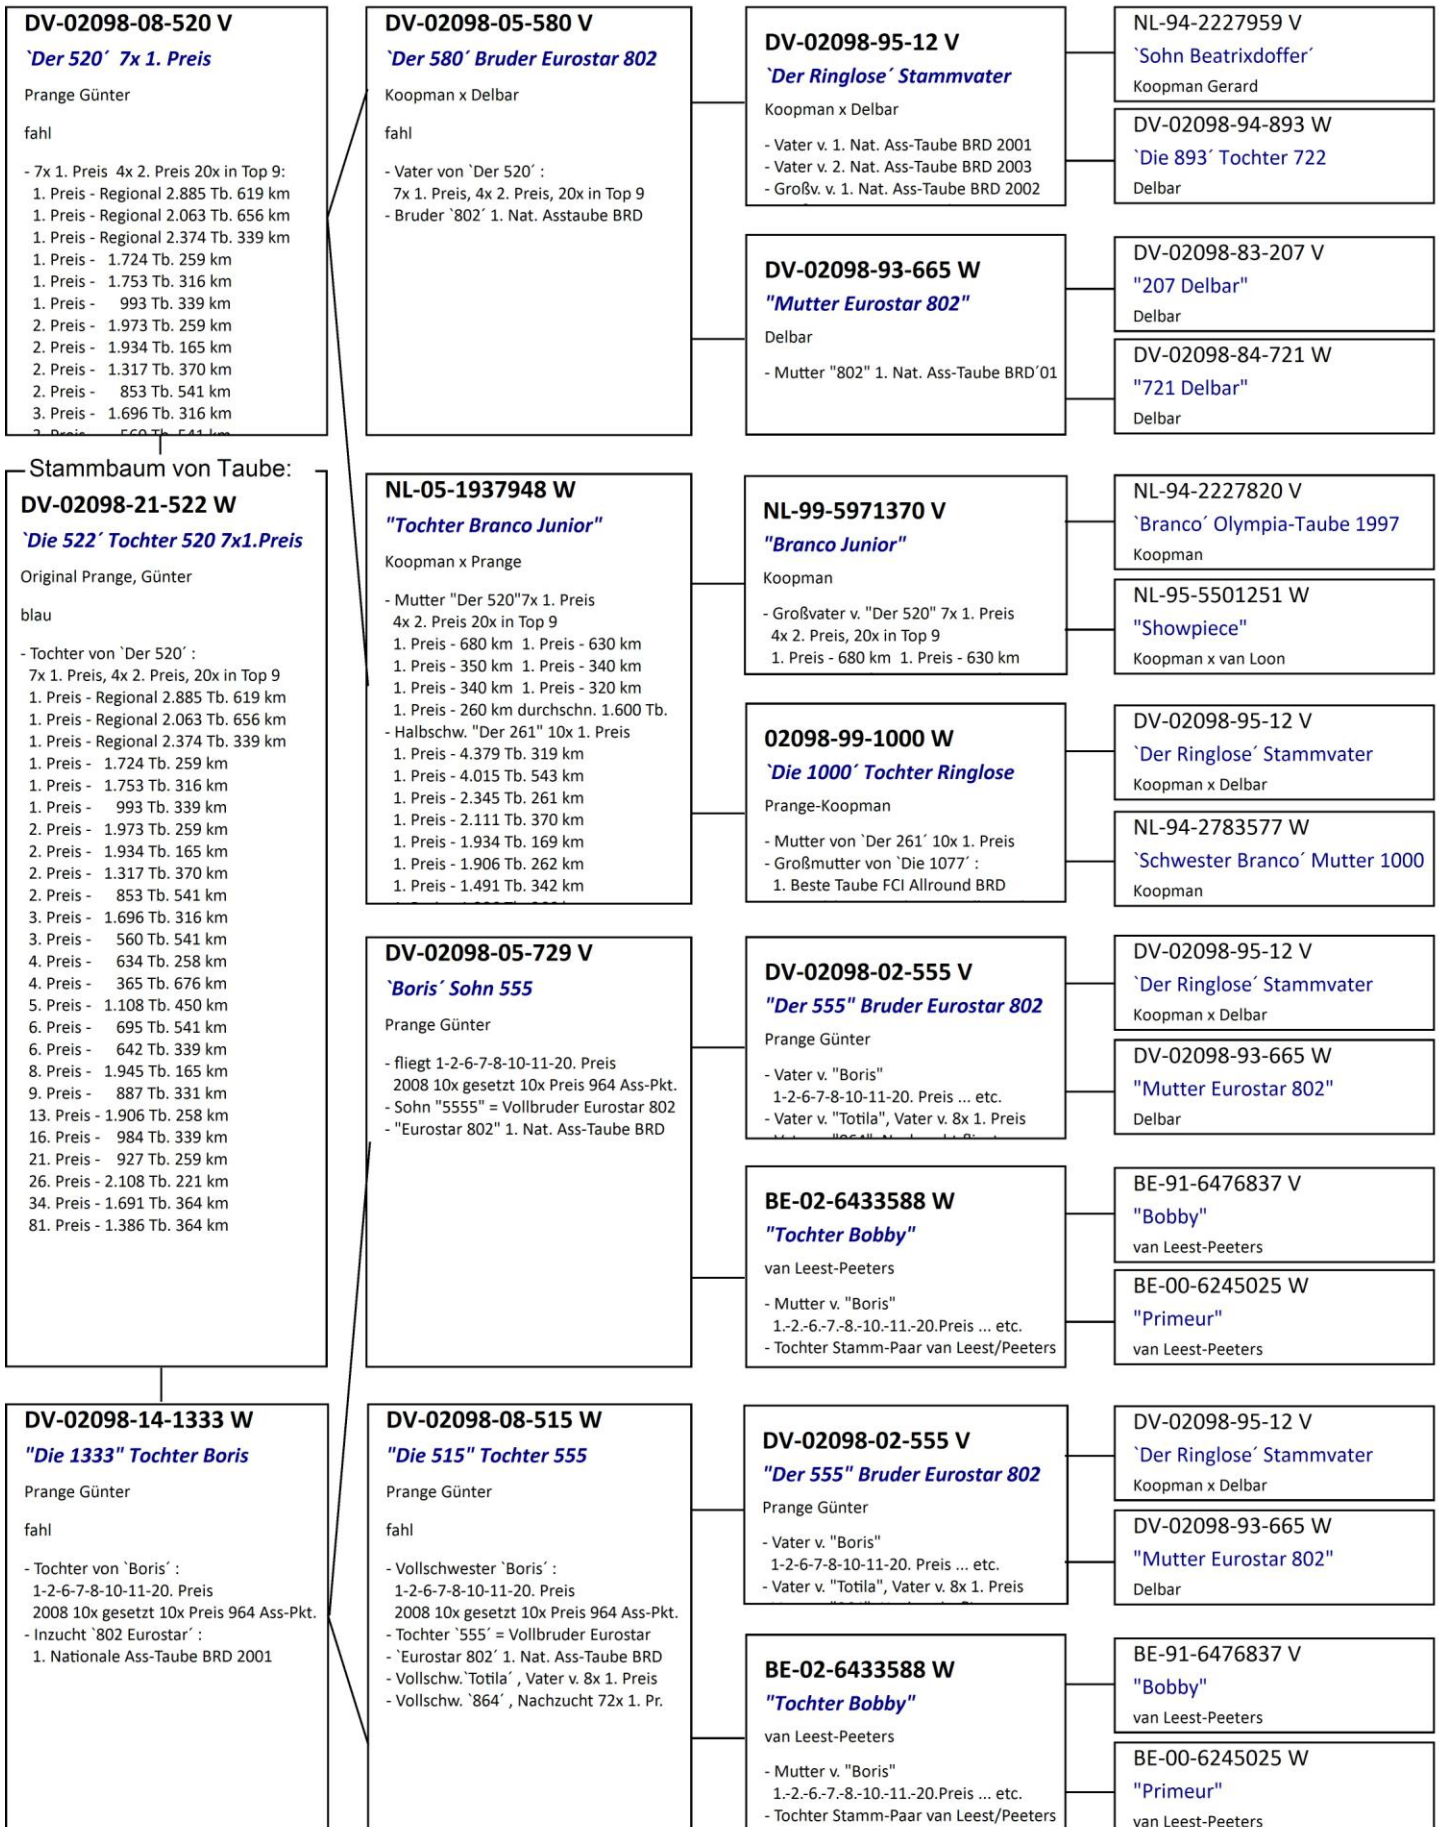 DV-02098-08-520 V
`Der 520´ 7x 1. Preis
Prange Günter
fahl
- 7x 1. Preis 4x 2. Preis 20x in Top 9:
1. Preis - Regional 2.885 Tb. 619 km
1. Preis - Regional 2.063 Tb. 656 km
1. Preis - Regional 2.374 Tb. 339 km
1. Preis - 1.724 Tb. 259 km
1. Preis - 1.753 Tb. 316 km
1. Preis - 993 Tb. 339 km
2. Preis - 1.973 Tb. 259 km
2. Preis - 1.934 Tb. 165 km
2. Preis - 1.317 Tb. 370 km
2. Preis - 853 Tb. 541 km
3. Preis - 1.696 Tb. 316 km
3. Preis - 560 Tb. 541 km
Stammbaum von Taube:
DV-02098-21-522 W
`Die 522´ Tochter 520 7x1.Preis
Original Prange, Günter
blau
- Tochter von `Der 520´ :
7x 1. Preis, 4x 2. Preis, 20x in Top 9
1. Preis - Regional 2.885 Tb. 619 km
1. Preis - Regional 2.063 Tb. 656 km
1. Preis - Regional 2.374 Tb. 339 km
1. Preis - 1.724 Tb. 259 km
1. Preis - 1.753 Tb. 316 km
1. Preis - 993 Tb. 339 km
2. Preis - 1.973 Tb. 259 km
2. Preis - 1.934 Tb. 165 km
2. Preis - 1.317 Tb. 370 km
2. Preis - 853 Tb. 541 km
3. Preis - 1.696 Tb. 316 km
3. Preis - 560 Tb. 541 km
4. Preis - 634 Tb. 258 km
4. Preis - 365 Tb. 676 km
5. Preis - 1.108 Tb. 450 km
6. Preis - 695 Tb. 541 km
6. Preis - 642 Tb. 339 km
8. Preis - 1.945 Tb. 165 km
9. Preis - 887 Tb. 331 km
13. Preis - 1.906 Tb. 258 km
16. Preis - 984 Tb. 339 km
21. Preis - 927 Tb. 259 km
26. Preis - 2.108 Tb. 221 km
34. Preis - 1.691 Tb. 364 km
81. Preis - 1.386 Tb. 364 km
DV-02098-14-1333 W
"Die 1333" Tochter Boris
Prange Günter
fahl
- Tochter von `Boris´ :
1-2-6-7-8-10-11-20. Preis
2008 10x gesetzt 10x Preis 964 Ass-Pkt.
- Inzucht `802 Eurostar´ :
1. Nationale Ass-Taube BRD 2001
DV-02098-05-580 V
`Der 580´ Bruder Eurostar 802
Koopman x Delbar
fahl
- Vater von `Der 520´ :
7x 1. Preis, 4x 2. Preis, 20x in Top 9
- Bruder `802´ 1. Nat. Asstaube BRD
NL-05-1937948 W
"Tochter Branco Junior"
Koopman x Prange
- Mutter "Der 520"7x 1. Preis
4x 2. Preis 20x in Top 9
1. Preis - 680 km 1. Preis - 630 km
1. Preis - 350 km 1. Preis - 340 km
1. Preis - 340 km 1. Preis - 320 km
1. Preis - 260 km durchschn. 1.600 Tb.
- Halbschw. "Der 261" 10x 1. Preis
1. Preis - 4.379 Tb. 319 km
1. Preis - 4.015 Tb. 543 km
1. Preis - 2.345 Tb. 261 km
1. Preis - 2.111 Tb. 370 km
1. Preis - 1.934 Tb. 169 km
1. Preis - 1.906 Tb. 262 km
1. Preis - 1.491 Tb. 342 km
DV-02098-05-729 V
`Boris´ Sohn 555
Prange Günter
- fliegt 1-2-6-7-8-10-11-20. Preis
2008 10x gesetzt 10x Preis 964 Ass-Pkt.
- Sohn "5555" = Vollbruder Eurostar 802
- "Eurostar 802" 1. Nat. Ass-Taube BRD
DV-02098-08-515 W
"Die 515" Tochter 555
Prange Günter
fahl
- Vollschwester `Boris´ :
1-2-6-7-8-10-11-20. Preis
2008 10x gesetzt 10x Preis 964 Ass-Pkt.
- Tochter `555´ = Vollbruder Eurostar
- `Eurostar 802´ 1. Nat. Ass-Taube BRD
- Vollschw.`Totila´ , Vater v. 8x 1. Preis
- Vollschw. `864´ , Nachzucht 72x 1. Pr.
DV-02098-95-12 V
`Der Ringlose´ Stammvater
Koopman x Delbar
- Vater v. 1. Nat. Ass-Taube BRD 2001
- Vater v. 2. Nat. Ass-Taube BRD 2003
- Großv. v. 1. Nat. Ass-Taube BRD 2002
DV-02098-93-665 W
"Mutter Eurostar 802"
Delbar
- Mutter "802" 1. Nat. Ass-Taube BRD´01
NL-99-5971370 V
"Branco Junior"
Koopman
- Großvater v. "Der 520" 7x 1. Preis
4x 2. Preis, 20x in Top 9
1. Preis - 680 km 1. Preis - 630 km
02098-99-1000 W
`Die 1000´ Tochter Ringlose
Prange-Koopman
- Mutter von `Der 261´ 10x 1. Preis
- Großmutter von `Die 1077´ :
1. Beste Taube FCI Allround BRD
DV-02098-02-555 V
"Der 555" Bruder Eurostar 802
Prange Günter
- Vater v. "Boris"
1-2-6-7-8-10-11-20. Preis ... etc.
- Vater v. "Totila", Vater v. 8x 1. Preis
BE-02-6433588 W
"Tochter Bobby"
van Leest-Peeters
- Mutter v. "Boris"
1.-2.-6.-7.-8.-10.-11.-20.Preis ... etc.
- Tochter Stamm-Paar van Leest/Peeters
DV-02098-02-555 V
"Der 555" Bruder Eurostar 802
Prange Günter
- Vater v. "Boris"
1-2-6-7-8-10-11-20. Preis ... etc.
- Vater v. "Totila", Vater v. 8x 1. Preis
BE-02-6433588 W
"Tochter Bobby"
van Leest-Peeters
- Mutter v. "Boris"
1.-2.-6.-7.-8.-10.-11.-20.Preis ... etc.
- Tochter Stamm-Paar van Leest/Peeters
NL-94-2227959 V
`Sohn Beatrixdoffer´
Koopman Gerard
DV-02098-94-893 W
`Die 893´ Tochter 722
Delbar
DV-02098-83-207 V
"207 Delbar"
Delbar
DV-02098-84-721 W
"721 Delbar"
Delbar
NL-94-2227820 V
`Branco´ Olympia-Taube 1997
Koopman
NL-95-5501251 W
"Showpiece"
Koopman x van Loon
DV-02098-95-12 V
`Der Ringlose´ Stammvater
Koopman x Delbar
NL-94-2783577 W
`Schwester Branco´ Mutter 1000
Koopman
DV-02098-95-12 V
`Der Ringlose´ Stammvater
Koopman x Delbar
DV-02098-93-665 W
"Mutter Eurostar 802"
Delbar
BE-91-6476837 V
"Bobby"
van Leest-Peeters
BE-00-6245025 W
"Primeur"
van Leest-Peeters
DV-02098-95-12 V
`Der Ringlose´ Stammvater
Koopman x Delbar
DV-02098-93-665 W
"Mutter Eurostar 802"
Delbar
BE-91-6476837 V
"Bobby"
van Leest-Peeters
BE-00-6245025 W
"Primeur"
van Leest-Peeters